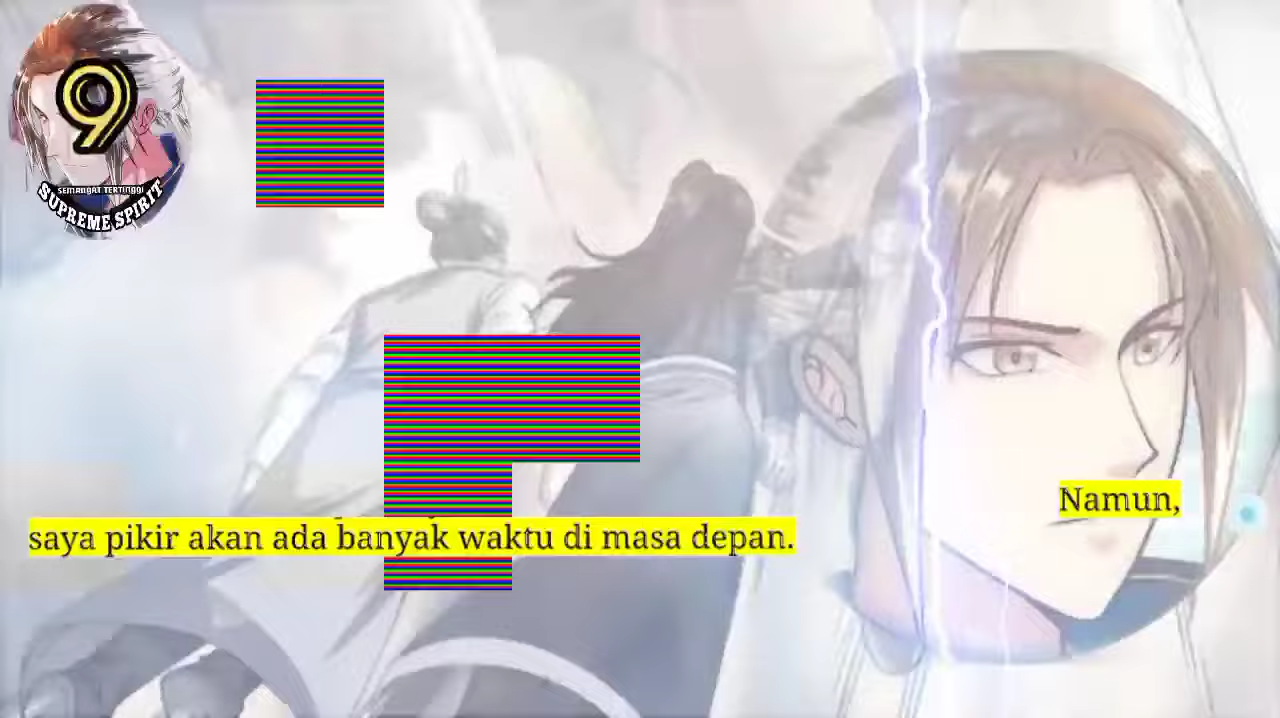 9
SEMANGAT TERTINGGI
SUPREME SPIRIT
Namun,
saya pikir akan ada banyak waktu di masa depan.